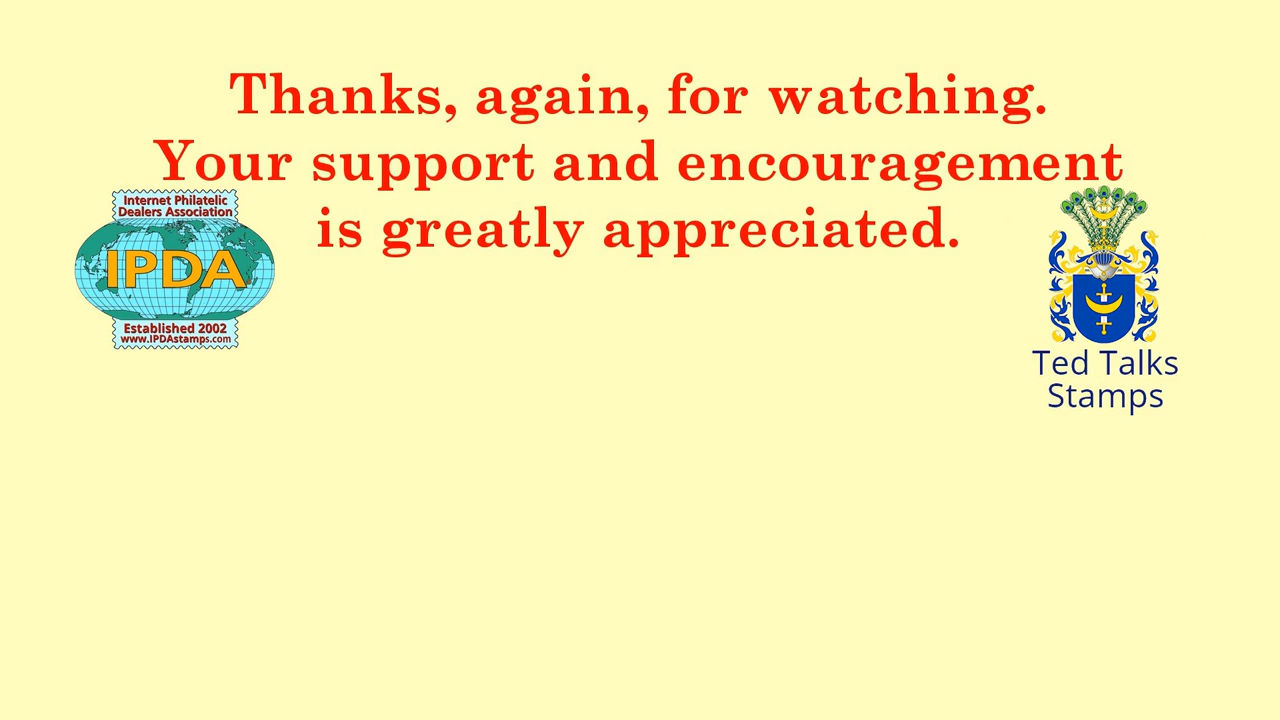 Thanks, again, for watching.
Your support and encouragement
is greatly appreciated.
Internet Philatelic
Dealers Association
IPDA
Established 2002
www.IPDAstamps.com
Ted Talks
Stamps